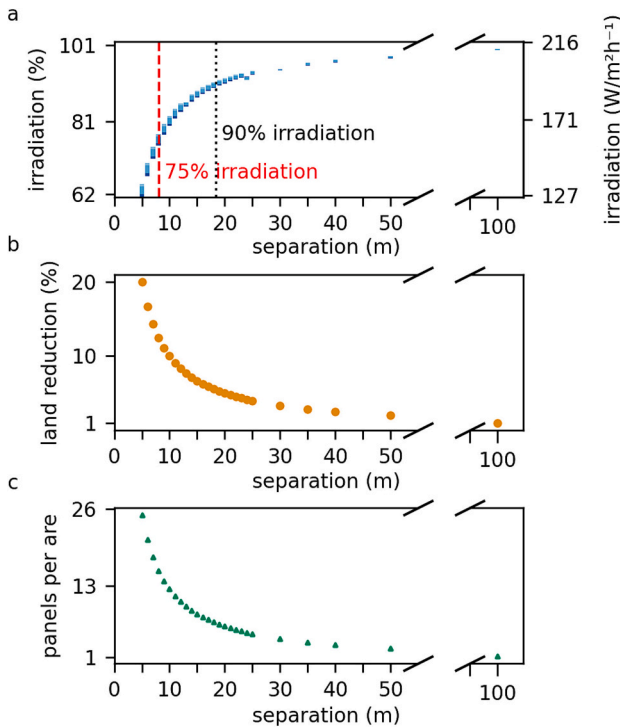 a
irradiation (%)
101
81
62
90% irradiation
75% irradiation
216
171
127
irradiation (W/m²h⁻¹)
0 10 20 30 40 50 100
separation (m)
b
land reduction (%)
20
10
1
0 10 20 30 40 50 100
separation (m)
c
panels per are
26
13
1
0 10 20 30 40 50 100
separation (m)